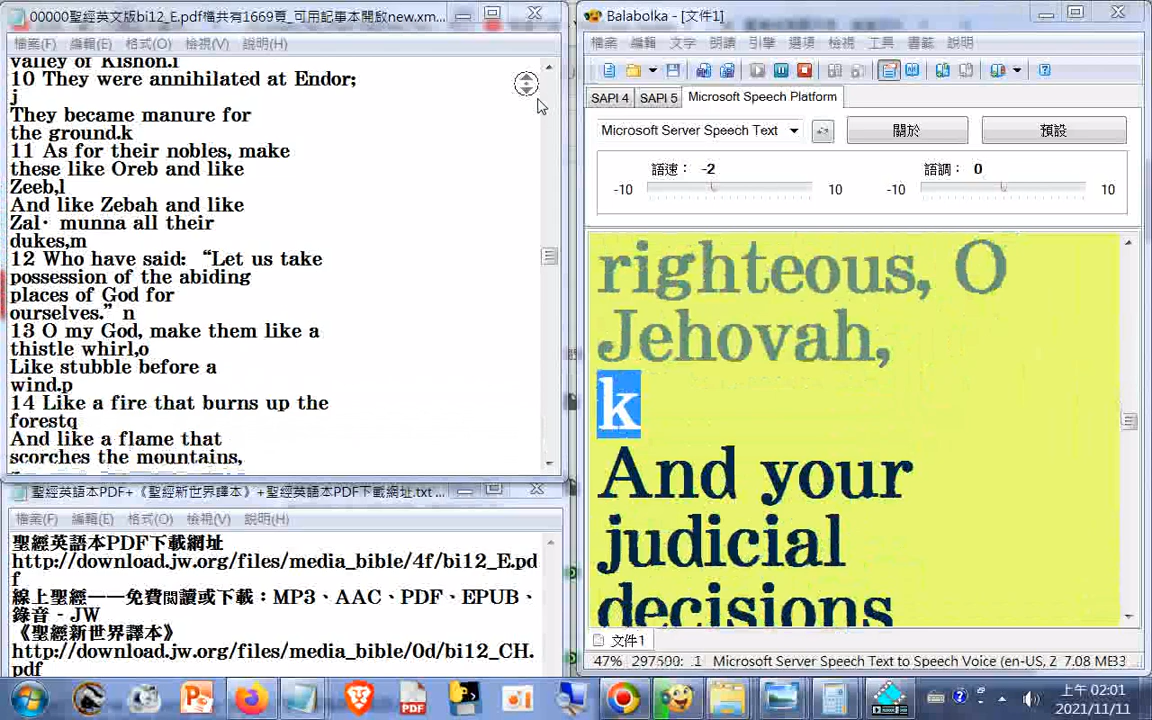 00000聖經英文版bi12_E.pdf檔共有1669頁_可用記事本開啟new.xm...
檔案(F) 編輯(E) 格式(O) 檢視(V) 說明(H)
valley of Kishon.i
10 They were annihilated at Endor;
j
They became manure for
the ground.k
11 As for their nobles, make
these like Oreb and like
Zeeb,l
And like Zebah and like
Zal· munna all their
dukes,m
12 Who have said: “Let us take
possession of the abiding
places of God for
ourselves.” n
13 O my God, make them like a
thistle whirl,o
Like stubble before a
wind.p
14 Like a fire that burns up the
forestq
And like a flame that
scorches the mountains,
聖經英語本PDF+《聖經新世界譯本》+聖經英語本PDF下載網址.txt ...
檔案(F) 編輯(E) 格式(O) 檢視(V) 說明(H)
聖經英語本PDF下載網址
http://download.jw.org/files/media_bible/4f/bi12_E.pd
f
線上聖經——免費閱讀或下載：MP3、AAC、PDF、EPUB、
錄音 - JW
《聖經新世界譯本》
http://download.jw.org/files/media_bible/0d/bi12_CH.
pdf
Balabolka - [文件1]
檔案 編輯 文字 朗讀 引擎 選項 檢視 工具 書籤 說明
SAPI 4 SAPI 5 Microsoft Speech Platform
Microsoft Server Speech Text 關於 預設
語速： -2 語調： 0
-10 10 -10 10
righteous, O
Jehovah,
k
And your
judicial
decisions
文件1
47% 297500: .1 Microsoft Server Speech Text to Speech Voice (en-US, Z 7.08 MB33
上午 02:01
2021/11/11